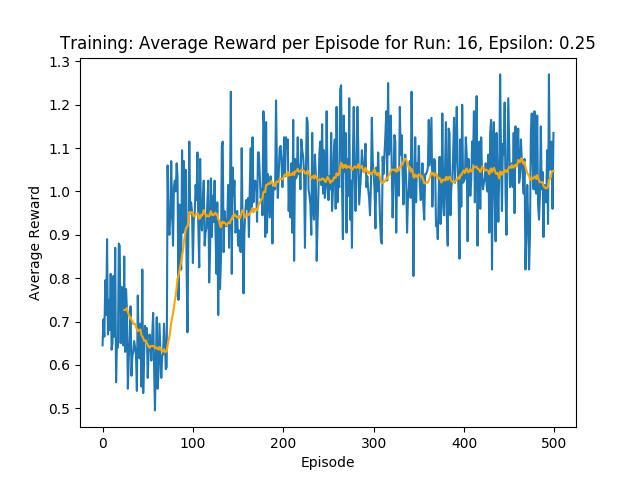 Training: Average Reward per Episode for Run: 16, Epsilon: 0.25
1.3
1.2
1.1
1.0
0.9
0.8
0.7
0.6
0.5
Average Reward
0 100 200 300 400 500
Episode